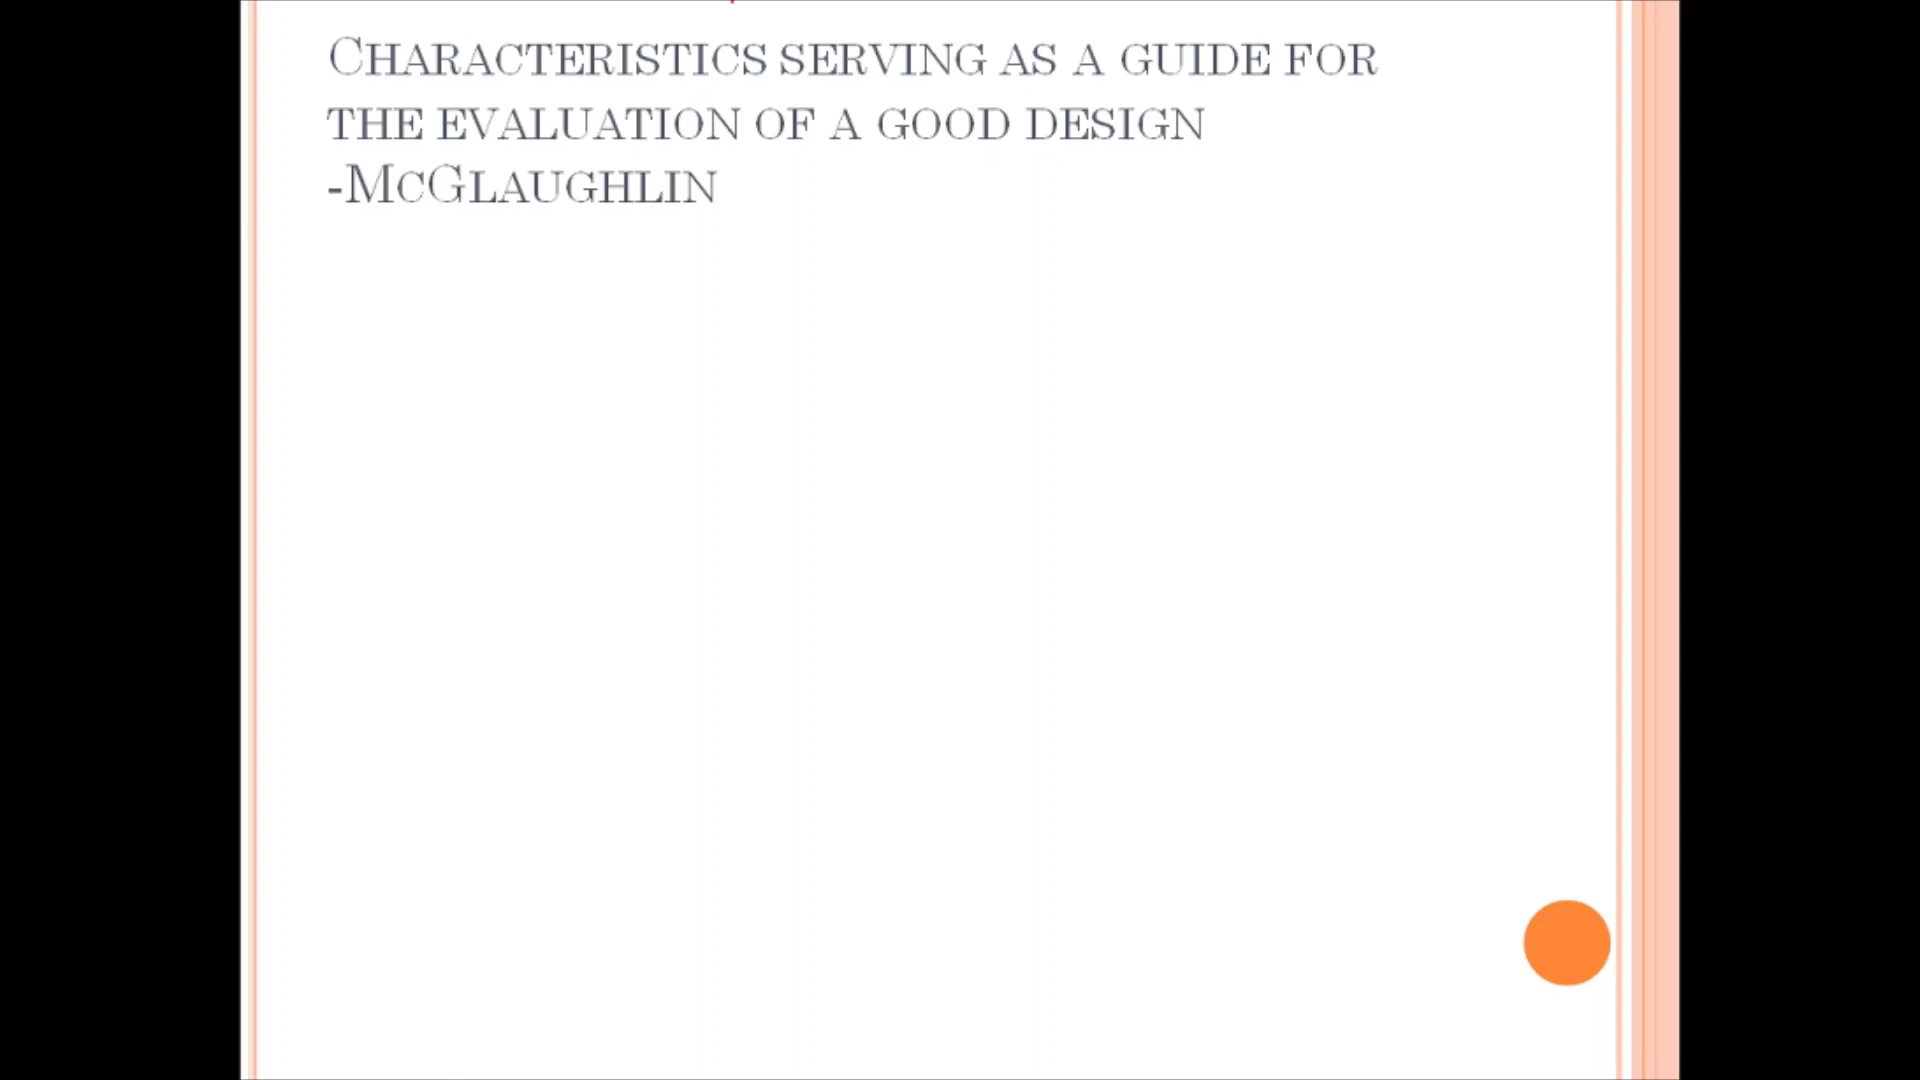 Characteristics serving as a guide for
the evaluation of a good design
-McGlaughlin